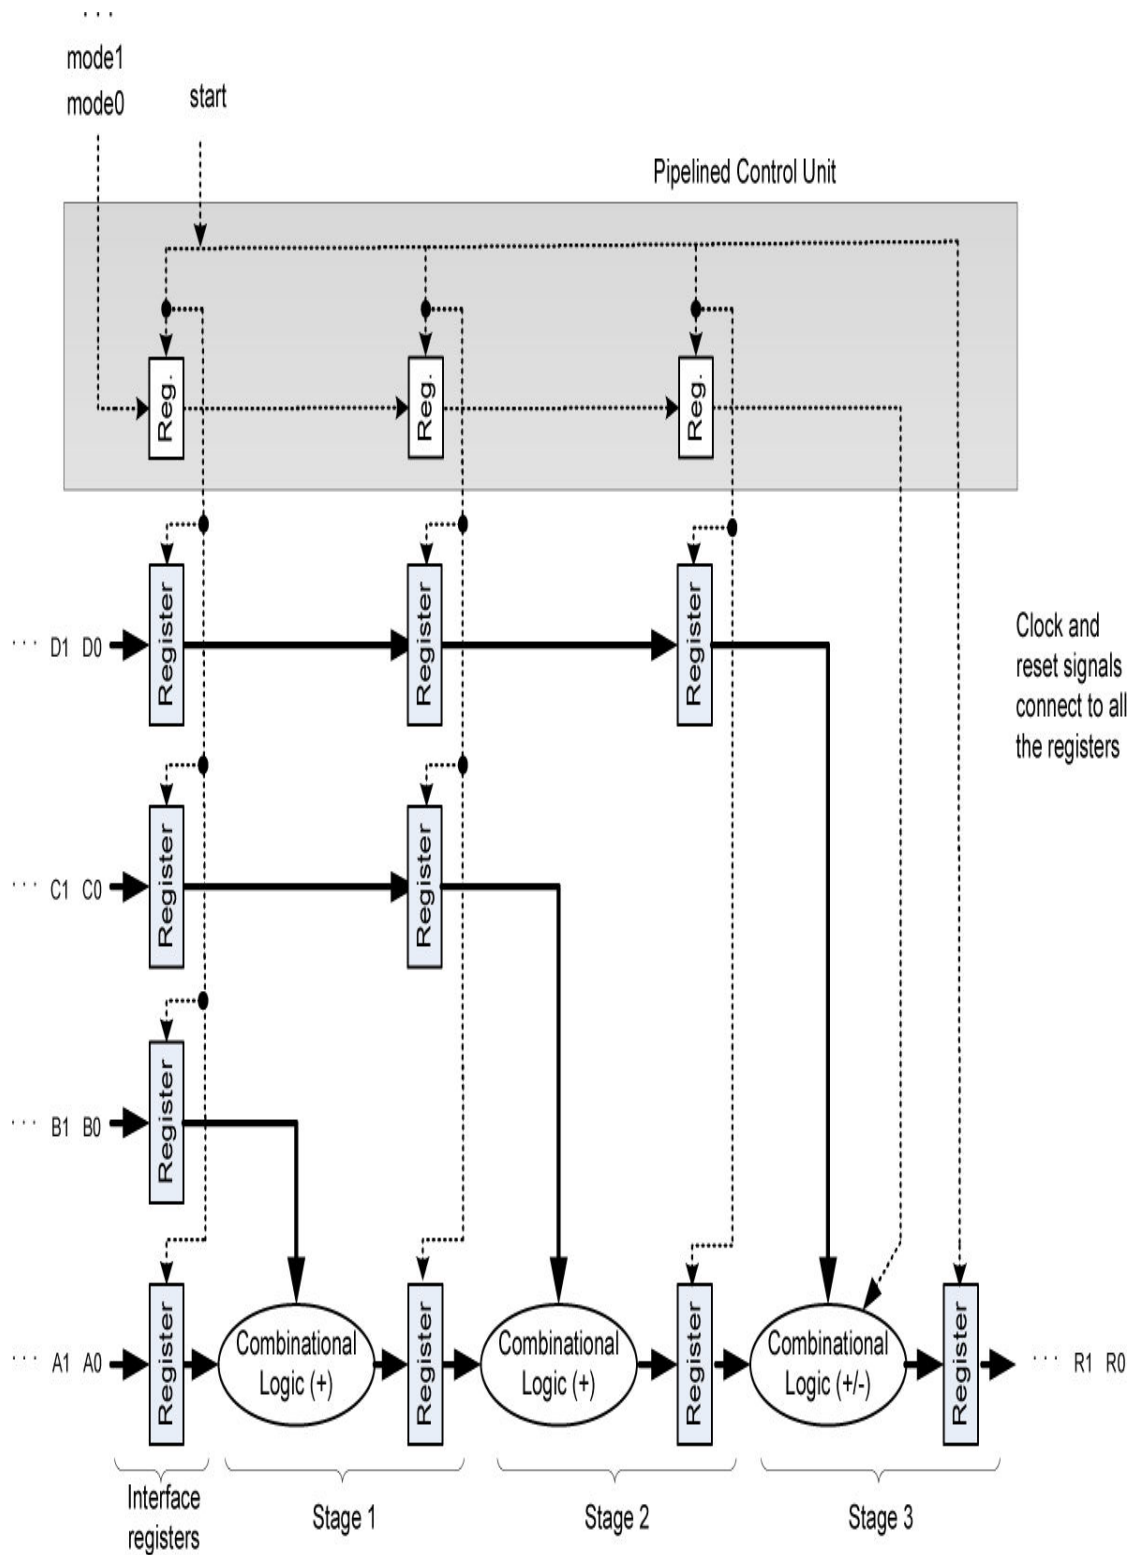 . . .
mode1
mode0
start
Pipelined Control Unit
Reg.
Reg.
Reg.
Register
Register
Register
. . . D1 D0
Clock and
reset signals
connect to all
the registers
Register
Register
. . . C1 C0
Register
. . . B1 B0
Register
Combinational
Logic (+)
Register
Combinational
Logic (+)
Register
Combinational
Logic (+/-)
Register
. . . A1 A0
. . . R1 R0
Interface
registers
Stage 1
Stage 2
Stage 3